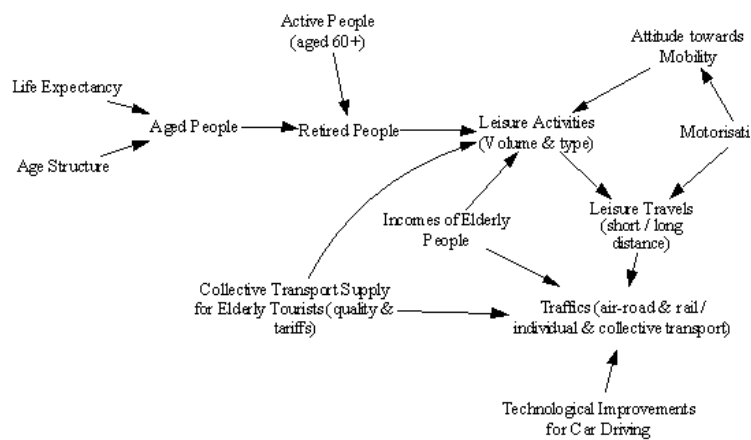 Active People
(aged 60+)
Attitude towards
Mobility
Life Expectancy
Aged People
Retired People
Leisure Activities
(Volume & type)
Motorisati
Age Structure
Incomes of Elderly
People
Leisure Travels
(short / long
distance)
Collective Transport Supply
for Elderly Tourists(quality &
tariffs)
Traffics (air-road & rail /
individual & collective transport)
Technological Improvements
for Car Driving